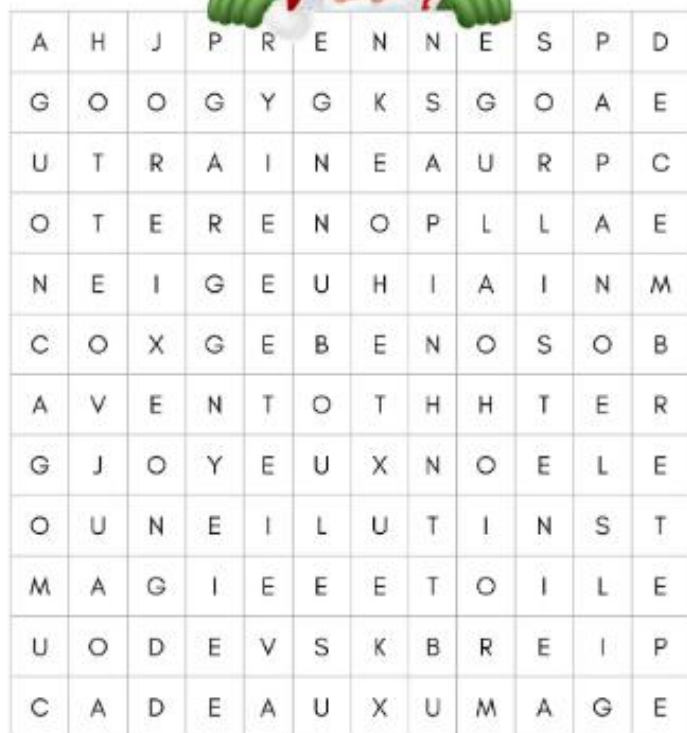 A H J P R E N N E S P D
G O O G Y G K S G O A E
U T R A I N E A U R P C
O T E R E N O P L L A E
N E I G E U H I A I N M
C O X G E B E N O S O B
A V E N T O T H H T E R
G J O Y E U X N O E L E
O U N E I L U T I N S T
M A G I E E E T O I L E
U O D E V S K B R E I P
C A D E A U X U M A G E